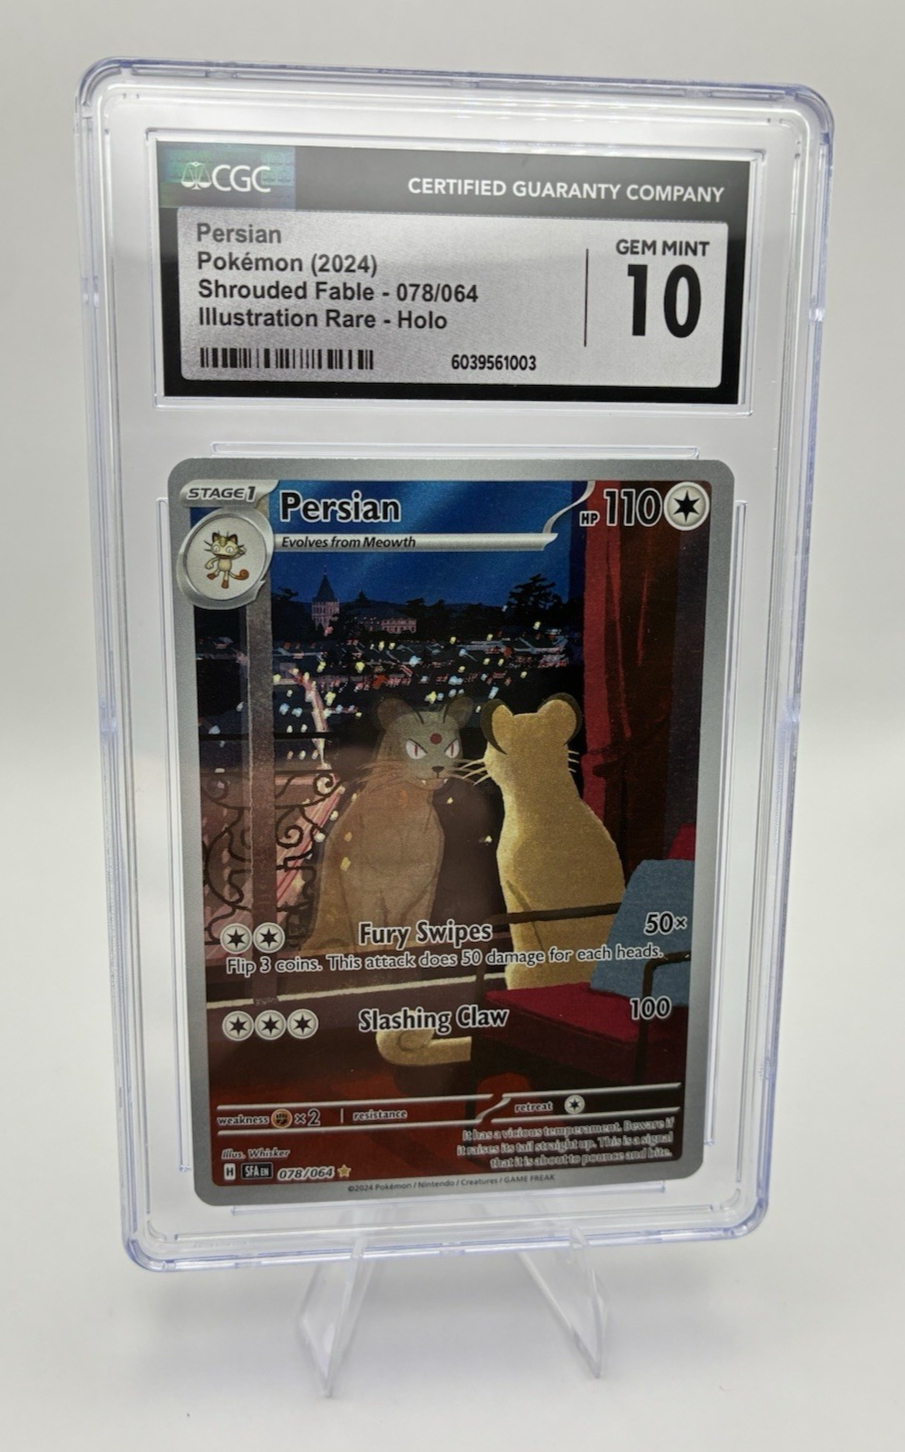 CGC
CERTIFIED GUARANTY COMPANY
Persian
Pokémon (2024)
Shrouded Fable - 078/064
Illustration Rare - Holo
6039561003
GEM MINT
10
STAGE 1
Persian
HP 110
Evolves from Meowth
Fury Swipes 50×
Flip 3 coins. This attack does 50 damage for each heads.
Slashing Claw 100
weakness ×2 resistance retreat
It has a vicious temperament. Beware if
it raises its tail straight up. This is a signal
that it is about to pounce and bite.
Illus. Whisker
H SFA EN 078/064
©2024 Pokémon / Nintendo / Creatures / GAME FREAK